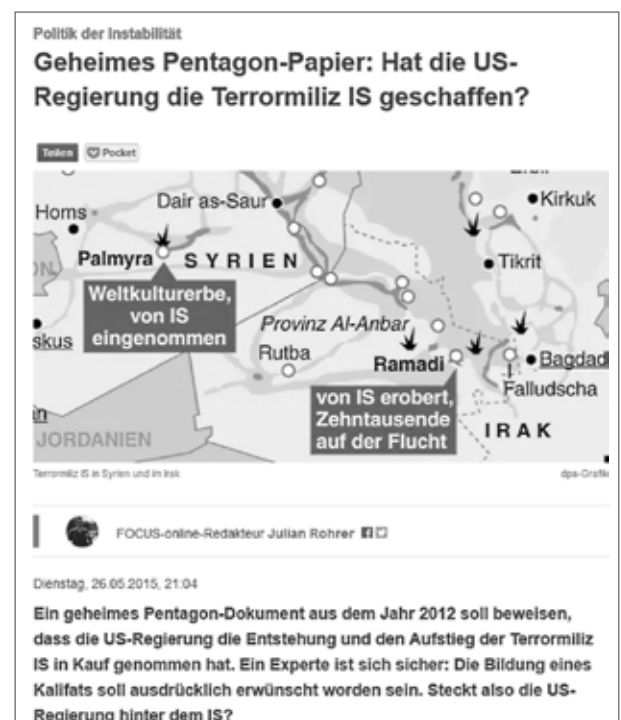 Politik der Instabilität
Geheimes Pentagon-Papier: Hat die US-
Regierung die Terrormiliz IS geschaffen?
Teilen Pocket
Homs
Dair as-Saur
Kirkuk
Palmyra
SYRIEN
Tikrit
Weltkulturerbe,
von IS
eingenommen
skus
Provinz Al-Anbar
Rutba
Ramadi
Bagdad
Falludscha
von IS erobert,
Zehntausende
auf der Flucht
IRAK
JORDANIEN
Terrormiliz IS in Syrien und im Irak
dpa-Grafik
FOCUS-online-Redakteur Julian Rohrer
Dienstag, 26.05.2015, 21:04
Ein geheimes Pentagon-Dokument aus dem Jahr 2012 soll beweisen,
dass die US-Regierung die Entstehung und den Aufstieg der Terrormiliz
IS in Kauf genommen hat. Ein Experte ist sich sicher: Die Bildung eines
Kalifats soll ausdrücklich erwünscht worden sein. Steckt also die US-
Regierung hinter dem IS?